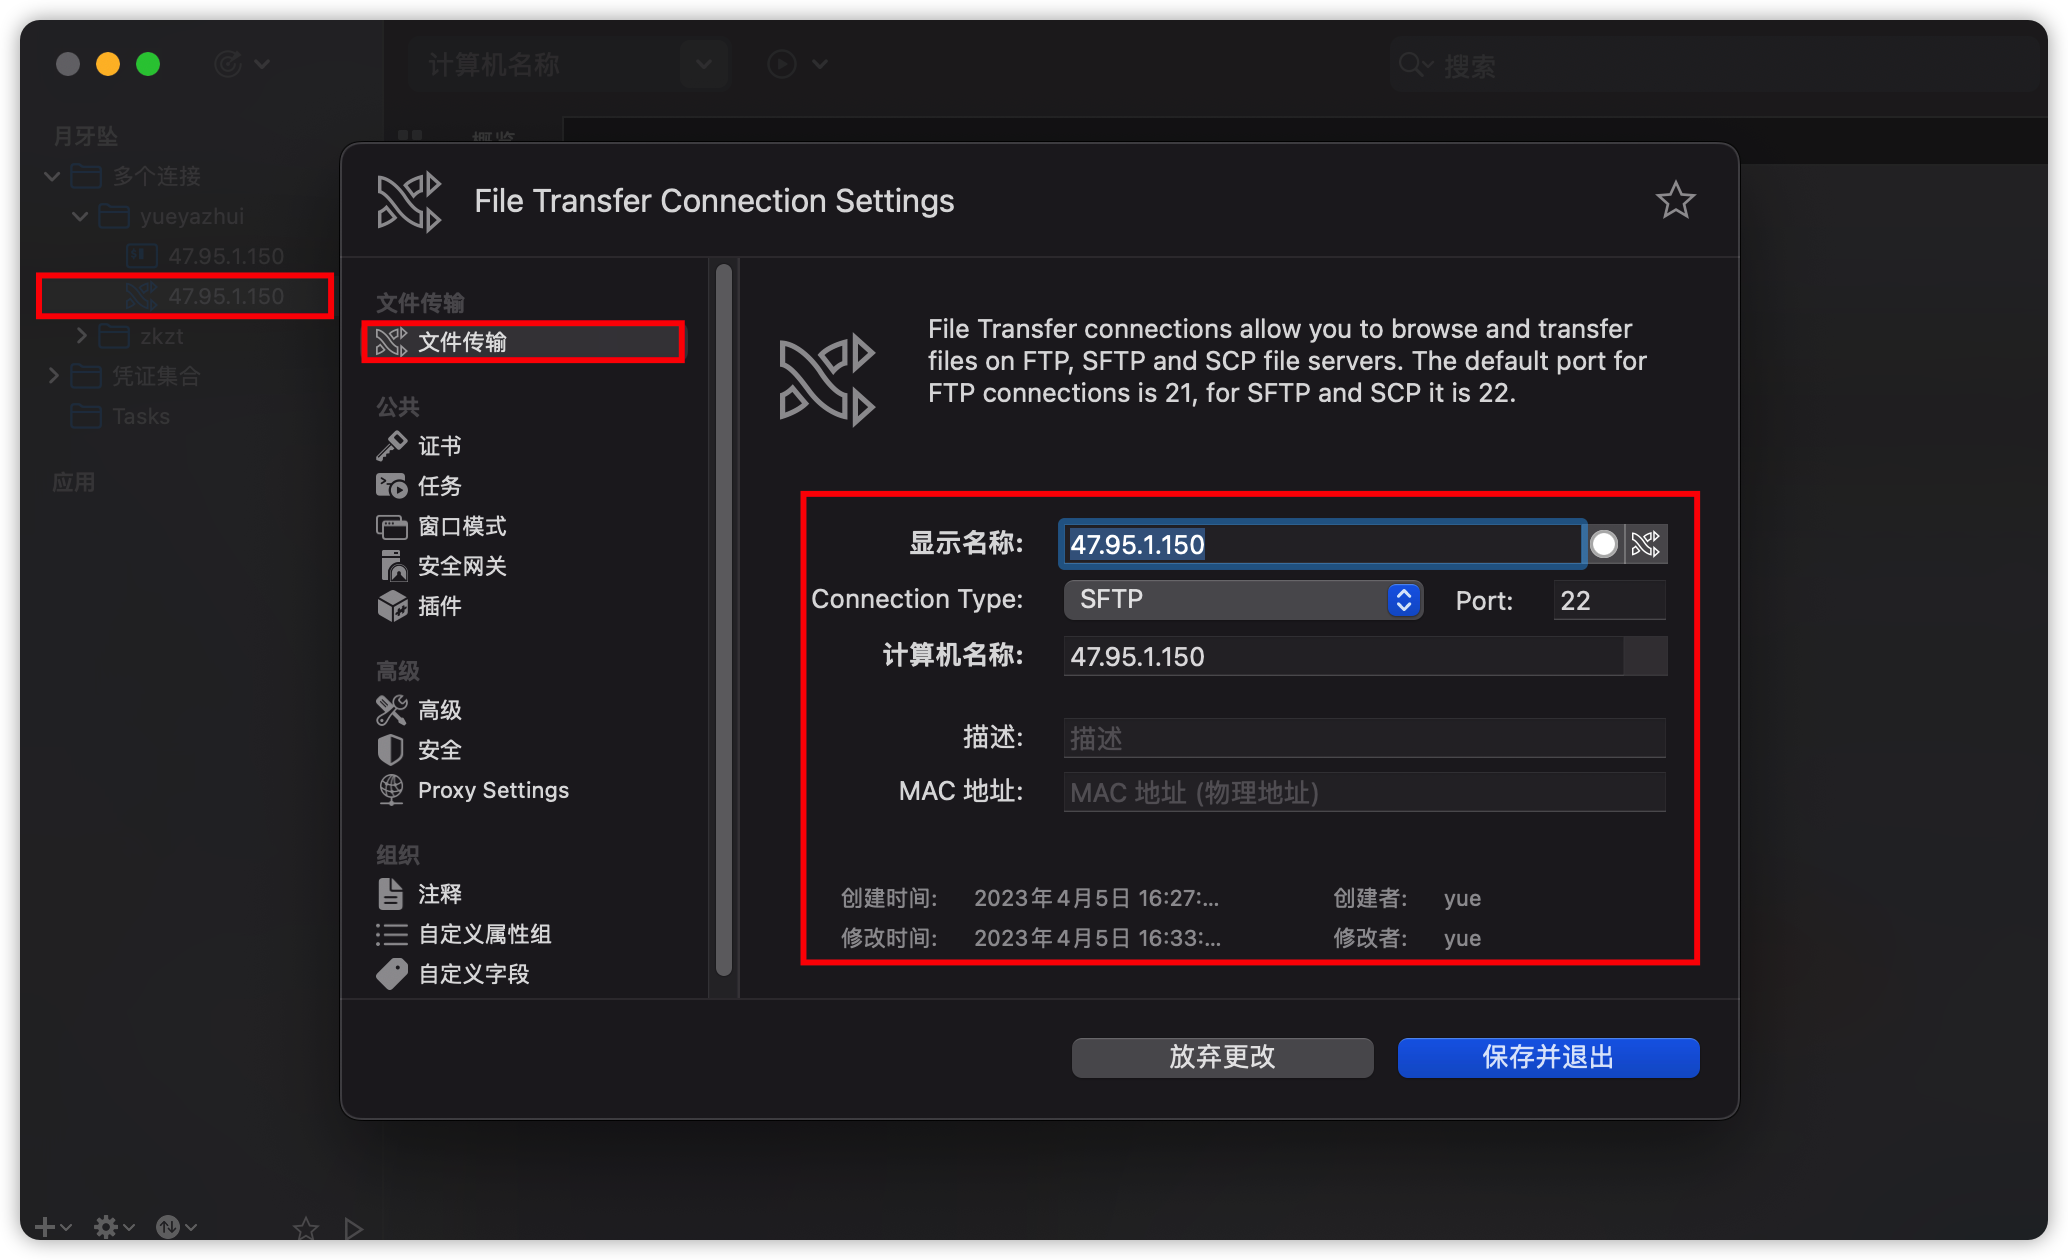 计算机名称
搜索
月牙坠
多个连接
yueyazhui
47.95.1.150
47.95.1.150
zkzt
凭证集合
Tasks
应用
概览
File Transfer Connection Settings
文件传输
文件传输
公共
证书
任务
窗口模式
安全网关
插件
高级
高级
安全
Proxy Settings
组织
注释
自定义属性组
自定义字段
File Transfer connections allow you to browse and transfer
files on FTP, SFTP and SCP file servers. The default port for
FTP connections is 21, for SFTP and SCP it is 22.
显示名称: 47.95.1.150
Connection Type: SFTP Port: 22
计算机名称: 47.95.1.150
描述: 描述
MAC 地址: MAC 地址 (物理地址)
创建时间: 2023年4月5日 16:27:... 创建者: yue
修改时间: 2023年4月5日 16:33:... 修改者: yue
放弃更改 保存并退出